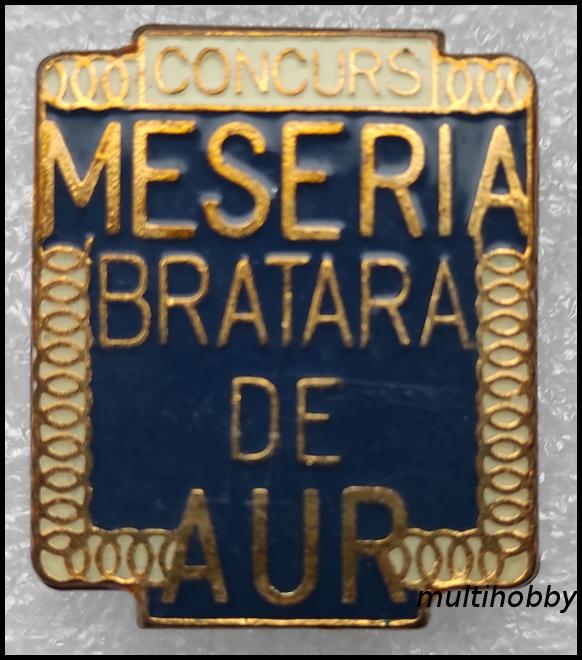 CONCURS
MESERIA
BRATARA
DE
AUR
multihobby